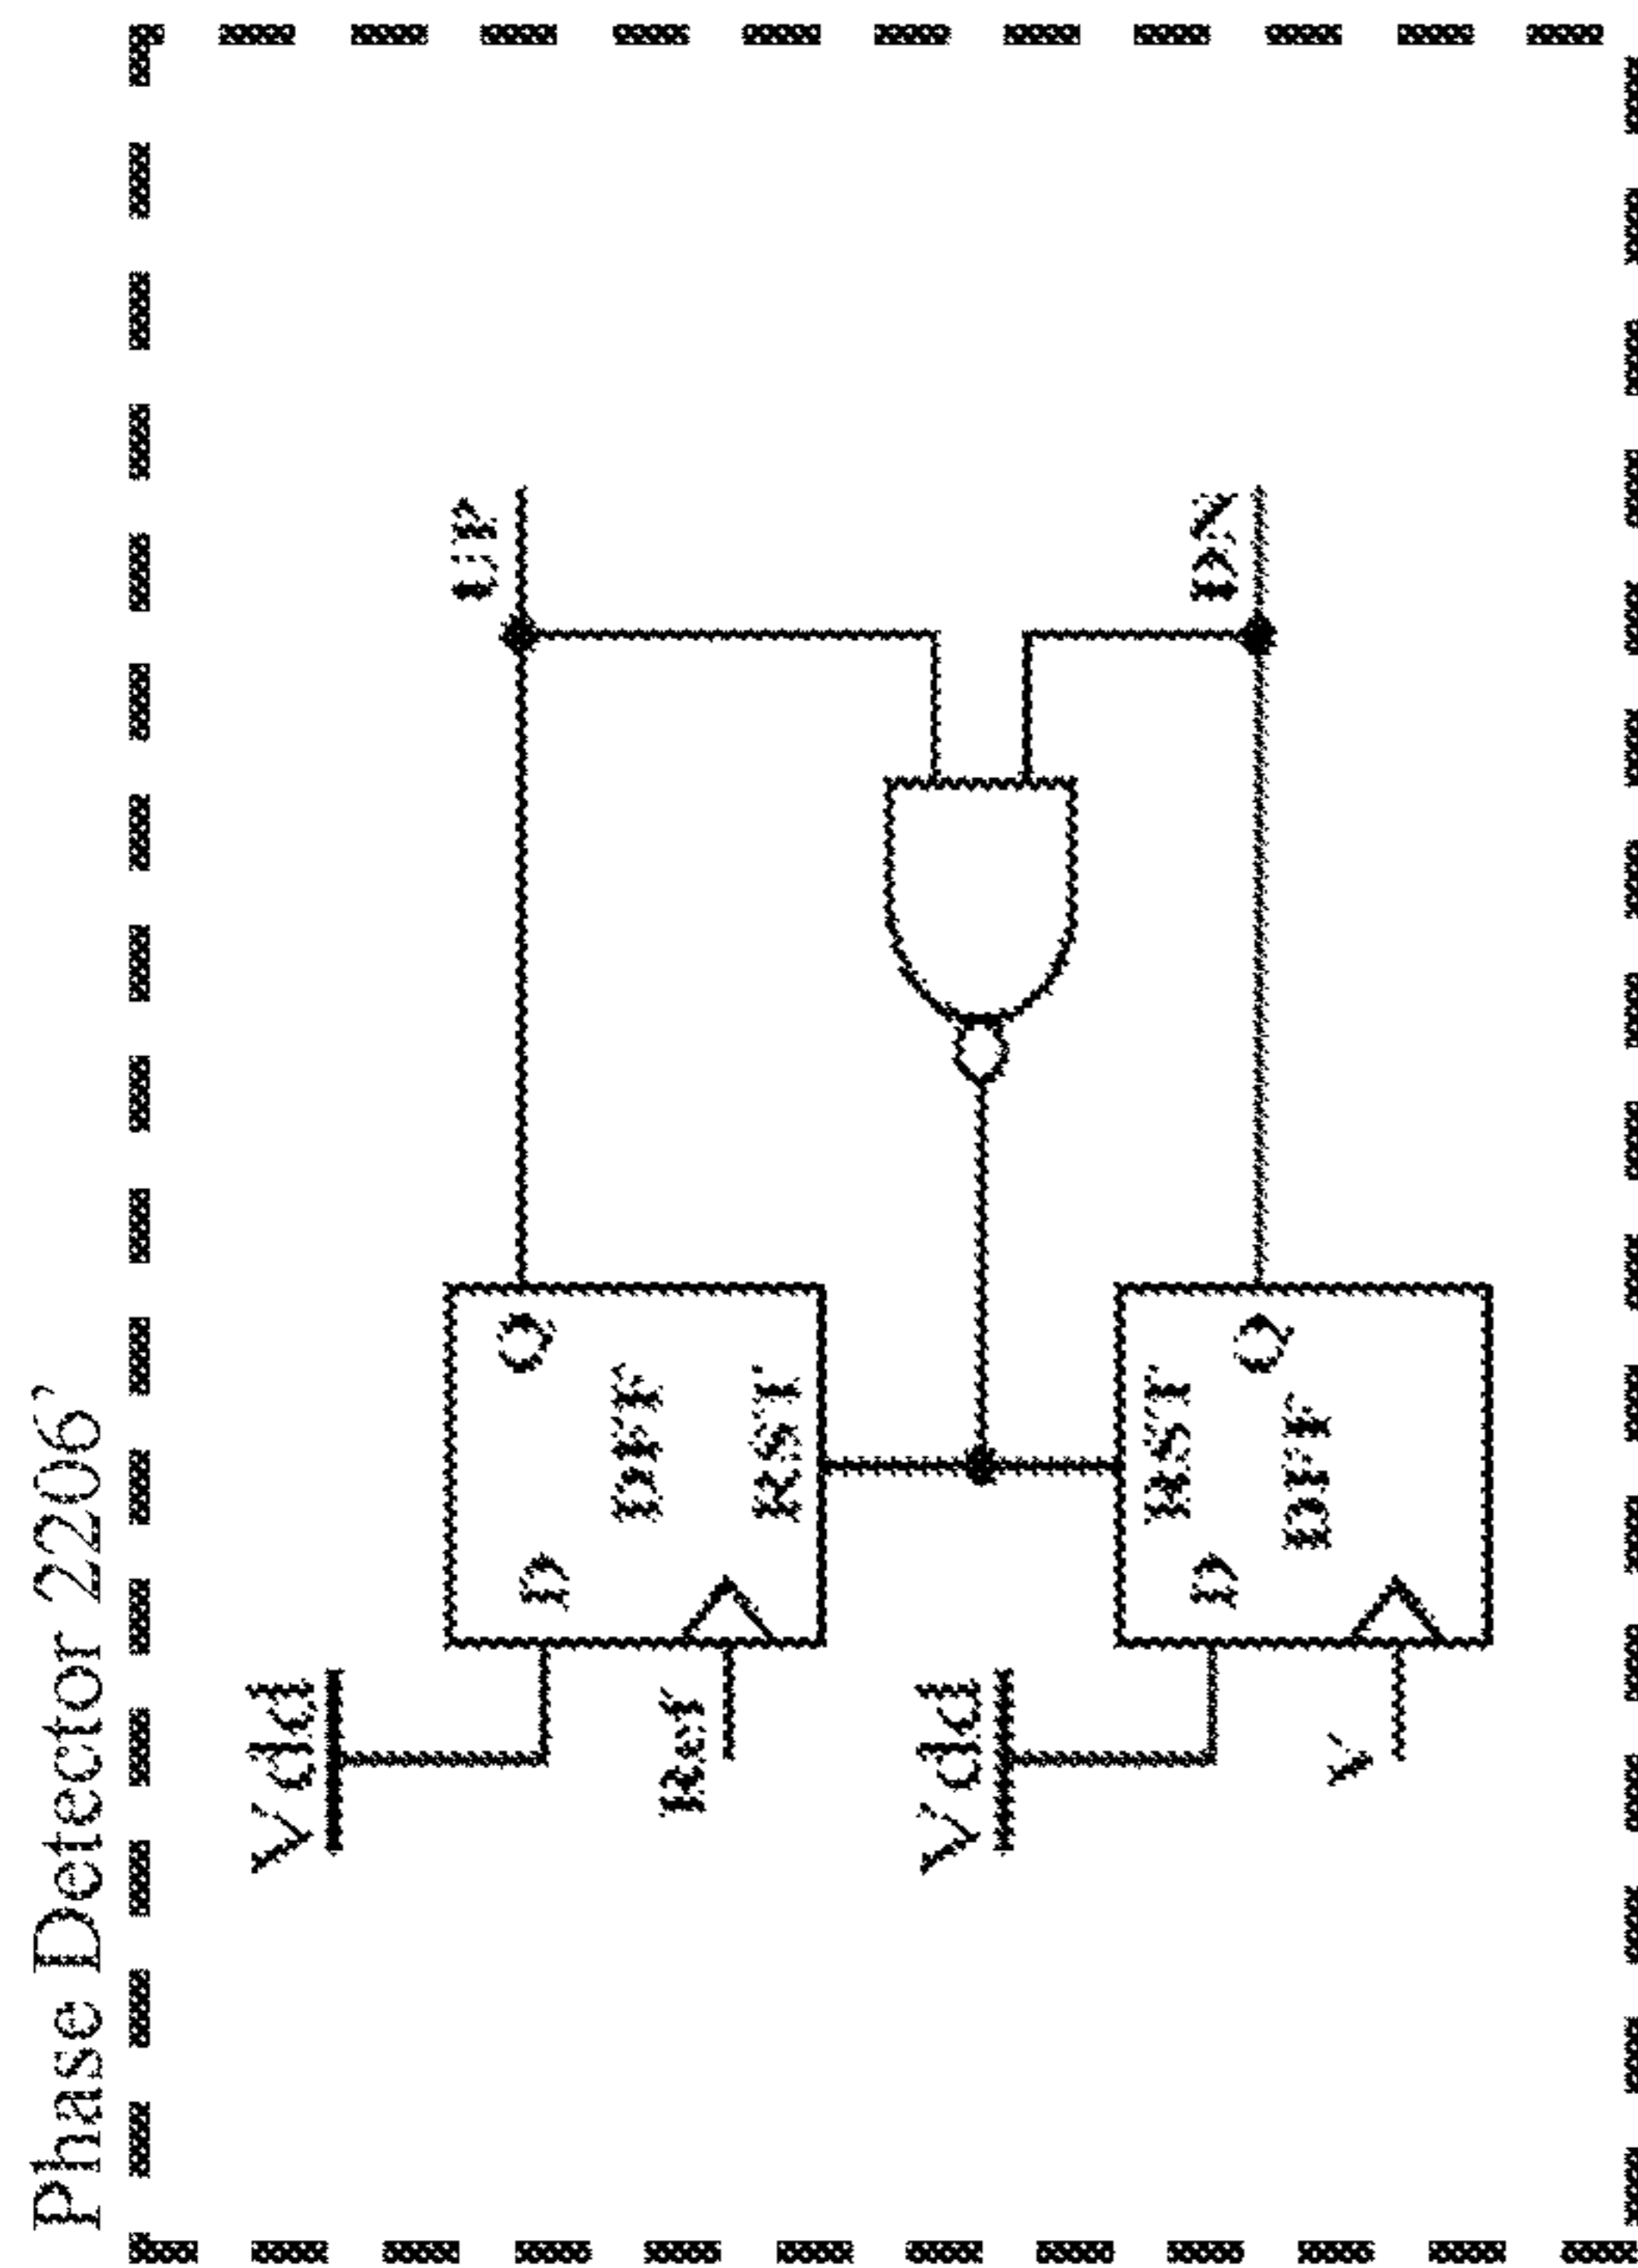 Phase Detector 2206'
Vdd
D
Q
UP
DFF
Ref
RST
Vdd
RST
D
Q
DN
DFF
V